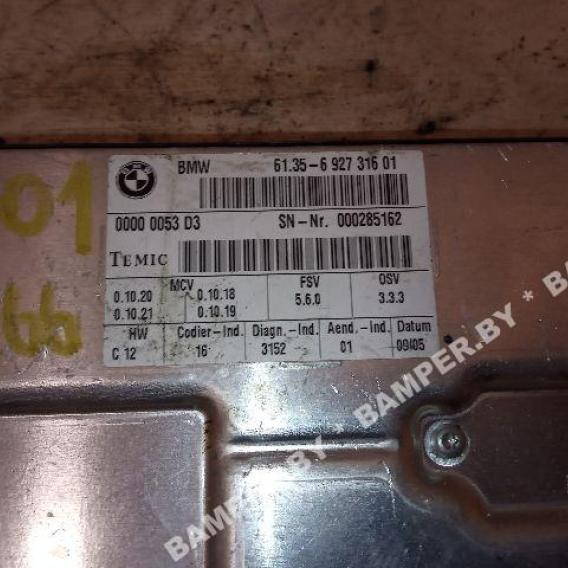 BMW 61.35-6 927 316 01
0000 0053 D3 SN-Nr. 000285162
TEMIC
MCV FSV OSV
0.10.20 0.10.18 5.6.0 3.3.3
0.10.21 0.10.19
HW Codier-Ind. Diagn.-Ind. Aend.-Ind Datum
C 12 16 3152 01 09/05
01
66
BAMPER.BY * BAMPER.BY * BAMPER.BY *